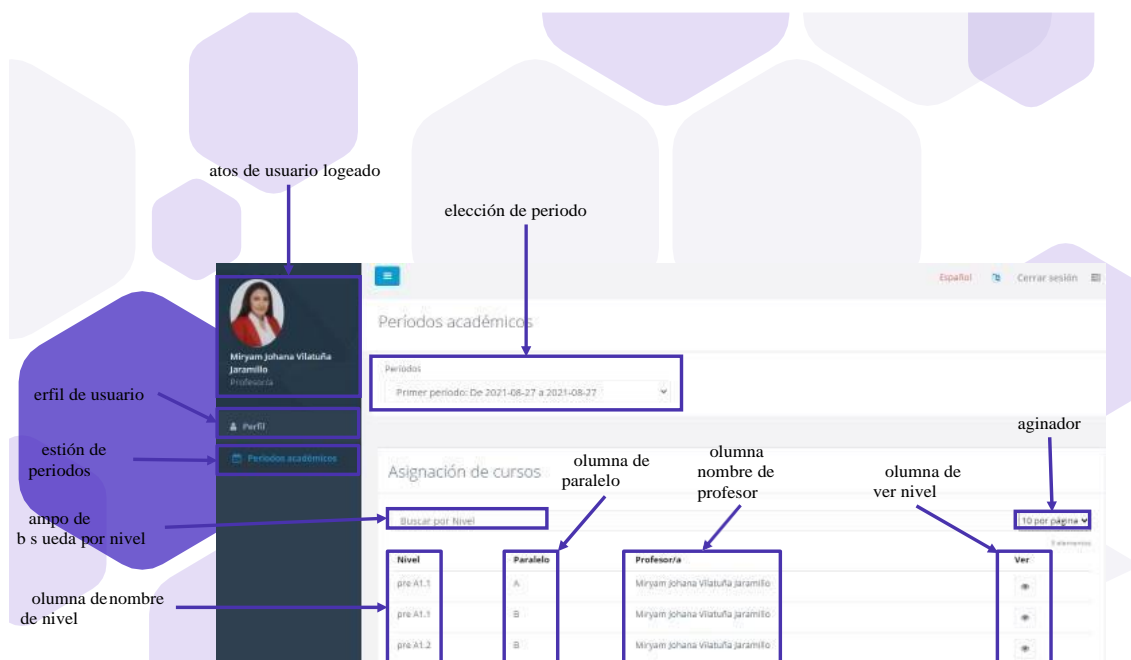 atos de usuario logeado
elección de periodo
Español
Cerrar sesión
Periodos académicos
Miryam Johana Vilatuña
Jaramillo
Profesor/a
Periodos
Primer periodo: De 2021-08-27 a 2021-08-27
erfil de usuario
Perfil
aginador
estión de
periodos
Periodos académicos
Asignación de cursos
olumna de
paralelo
olumna
nombre de
profesor
olumna de
ver nivel
ampo de
b s ueda por nivel
Buscar por Nivel
10 por página
elementos
Nivel Paralelo Profesor/a Ver
pre A1.1 A Miryam Johana Vilatuña Jaramillo
olumna de nombre
de nivel
pre A1.1 B Miryam Johana Vilatuña Jaramillo
pre A1.2 B Miryam Johana Vilatuña Jaramillo